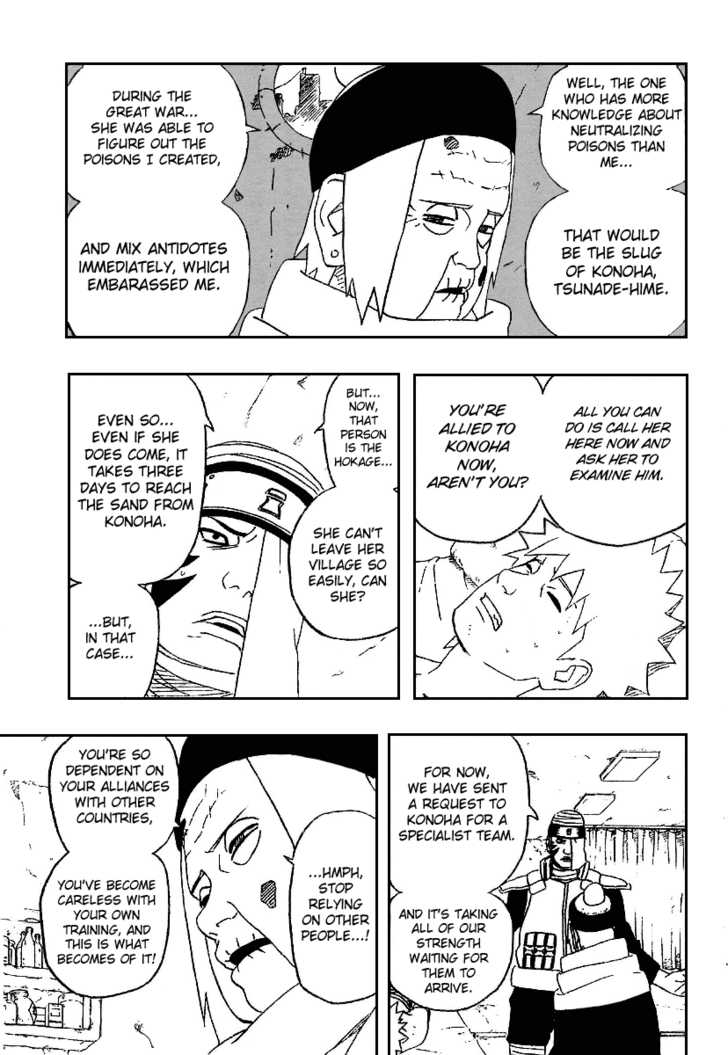 WELL, THE ONE
WHO HAS MORE
KNOWLEDGE ABOUT
NEUTRALIZING
POISONS THAN
ME...
THAT WOULD
BE THE SLUG
OF KONOHA,
TSUNADE-HIME.
DURING THE
GREAT WAR...
SHE WAS ABLE TO
FIGURE OUT THE
POISONS I CREATED,
AND MIX ANTIDOTES
IMMEDIATELY, WHICH
EMBARASSED ME.
ALL YOU CAN
DO IS CALL HER
HERE NOW AND
ASK HER TO
EXAMINE HIM.
YOU'RE
ALLIED TO
KONOHA
NOW,
AREN'T YOU?
BUT...
NOW,
THAT
PERSON
IS THE
HOKAGE...
SHE CAN'T
LEAVE HER
VILLAGE SO
EASILY, CAN
SHE?
EVEN SO...
EVEN IF SHE
DOES COME, IT
TAKES THREE
DAYS TO REACH
THE SAND FROM
KONOHA.
...BUT,
IN THAT
CASE...
FOR NOW,
WE HAVE SENT
A REQUEST TO
KONOHA FOR A
SPECIALIST TEAM.
AND IT'S TAKING
ALL OF OUR
STRENGTH
WAITING FOR
THEM TO
ARRIVE.
...HMPH,
STOP
RELYING
ON OTHER
PEOPLE...!
YOU'RE SO
DEPENDENT ON
YOUR ALLIANCES
WITH OTHER
COUNTRIES,
YOU'VE BECOME
CARELESS WITH
YOUR OWN
TRAINING, AND
THIS IS WHAT
BECOMES OF IT!